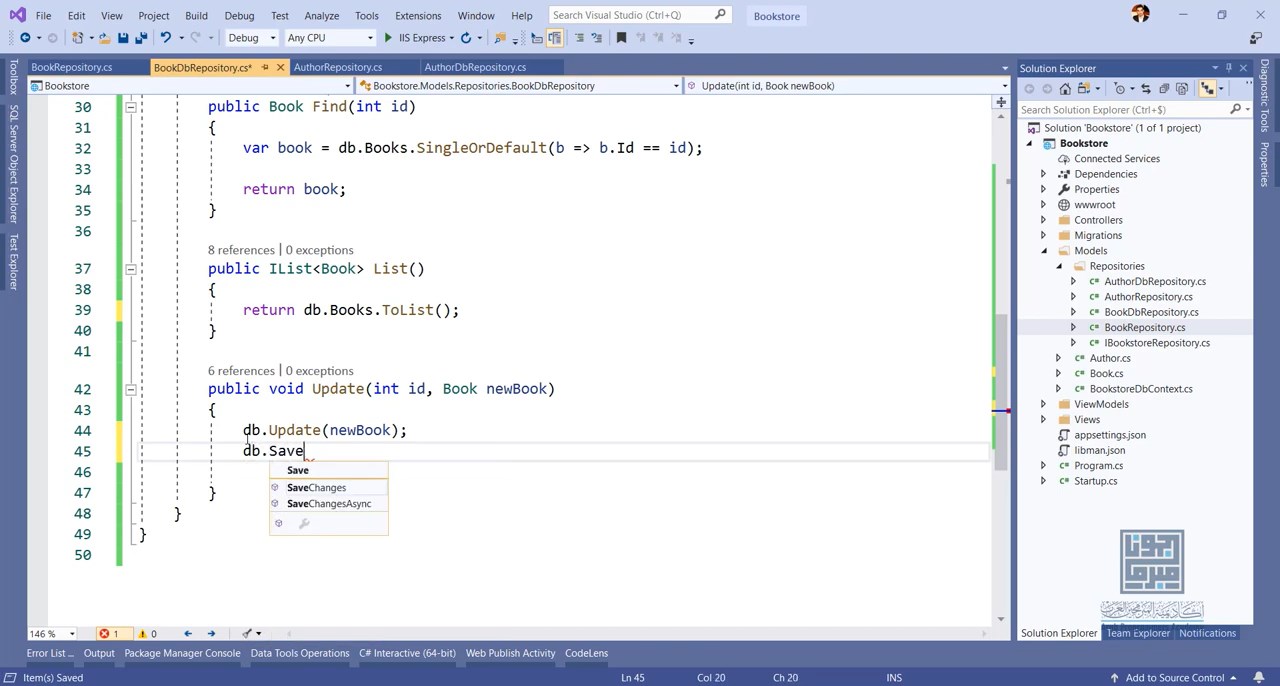 File Edit View Project Build Debug Test Analyze Tools Extensions Window Help Search Visual Studio (Ctrl+Q) Bookstore
Debug Any CPU IIS Express
BookRepository.cs BookDbRepository.cs* AuthorRepository.cs AuthorDbRepository.cs
Bookstore Bookstore.Models.Repositories.BookDbRepository Update(int id, Book newBook)
Toolbox
SQL Server Object Explorer
Test Explorer
30 public Book Find(int id)
31 {
32 var book = db.Books.SingleOrDefault(b => b.Id == id);
33
34 return book;
35 }
36
8 references | 0 exceptions
37 public IList<Book> List()
38 {
39 return db.Books.ToList();
40 }
41
6 references | 0 exceptions
42 public void Update(int id, Book newBook)
43 {
44 db.Update(newBook);
45 db.Save
46
47 }
48 }
49 }
50
Save
SaveChanges
SaveChangesAsync
146 % 1 0
Error List ... Output Package Manager Console Data Tools Operations C# Interactive (64-bit) Web Publish Activity CodeLens
Item(s) Saved Ln 45 Col 20 Ch 20 INS Add to Source Control
Solution Explorer
Search Solution Explorer (Ctrl+$)
Solution 'Bookstore' (1 of 1 project)
Bookstore
Connected Services
Dependencies
Properties
wwwroot
Controllers
Migrations
Models
Repositories
C# AuthorDbRepository.cs
C# AuthorRepository.cs
C# BookDbRepository.cs
C# BookRepository.cs
C# IBookstoreRepository.cs
C# Author.cs
C# Book.cs
C# BookstoreDbContext.cs
ViewModels
Views
appsettings.json
libman.json
C# Program.cs
C# Startup.cs
Solution Explorer Team Explorer Notifications
Diagnostic Tools
Properties